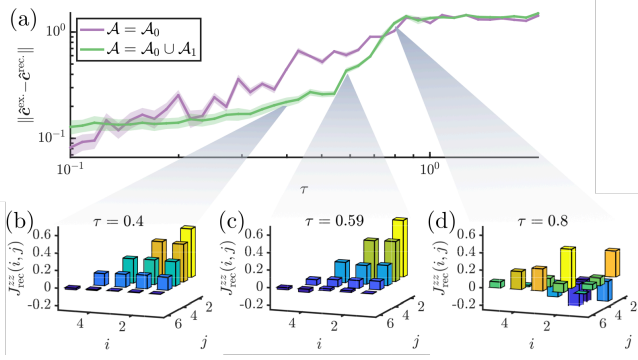 (a)
𝒜 = 𝒜₀
𝒜 = 𝒜₀ ∪ 𝒜₁
‖ĉ^ex. − ĉ^rec.‖
10⁰
10⁻¹
10⁻¹ 10⁰
τ
(b) τ = 0.4
(c) τ = 0.59
(d) τ = 0.8
J^zz_rec(i, j)
0.6
0.4
0.2
0
-0.2
4 2
i
6 4 2
j
J^zz_rec(i, j)
0.6
0.4
0.2
0
-0.2
4 2
i
6 4 2
j
J^zz_rec(i, j)
0.6
0.4
0.2
0
-0.2
4 2
i
6 4 2
j